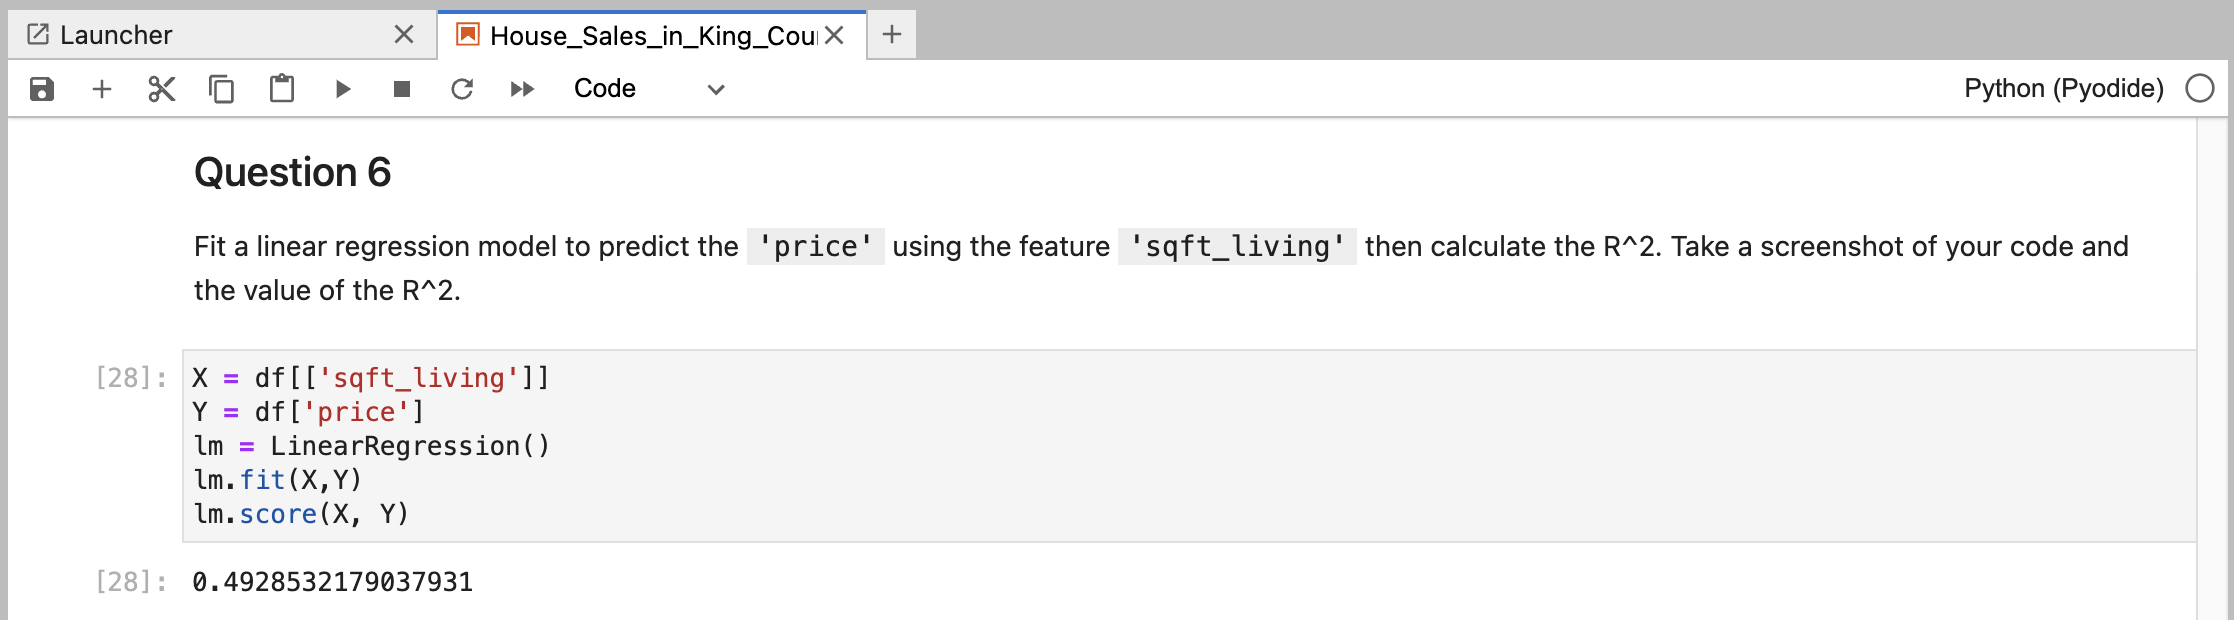 Launcher
House_Sales_in_King_Cou
Code
Python (Pyodide)
Question 6
Fit a linear regression model to predict the 'price' using the feature 'sqft_living' then calculate the R^2. Take a screenshot of your code and
the value of the R^2.
[28]: X = df[['sqft_living']]
Y = df['price']
lm = LinearRegression()
lm.fit(X,Y)
lm.score(X, Y)
[28]: 0.4928532179037931